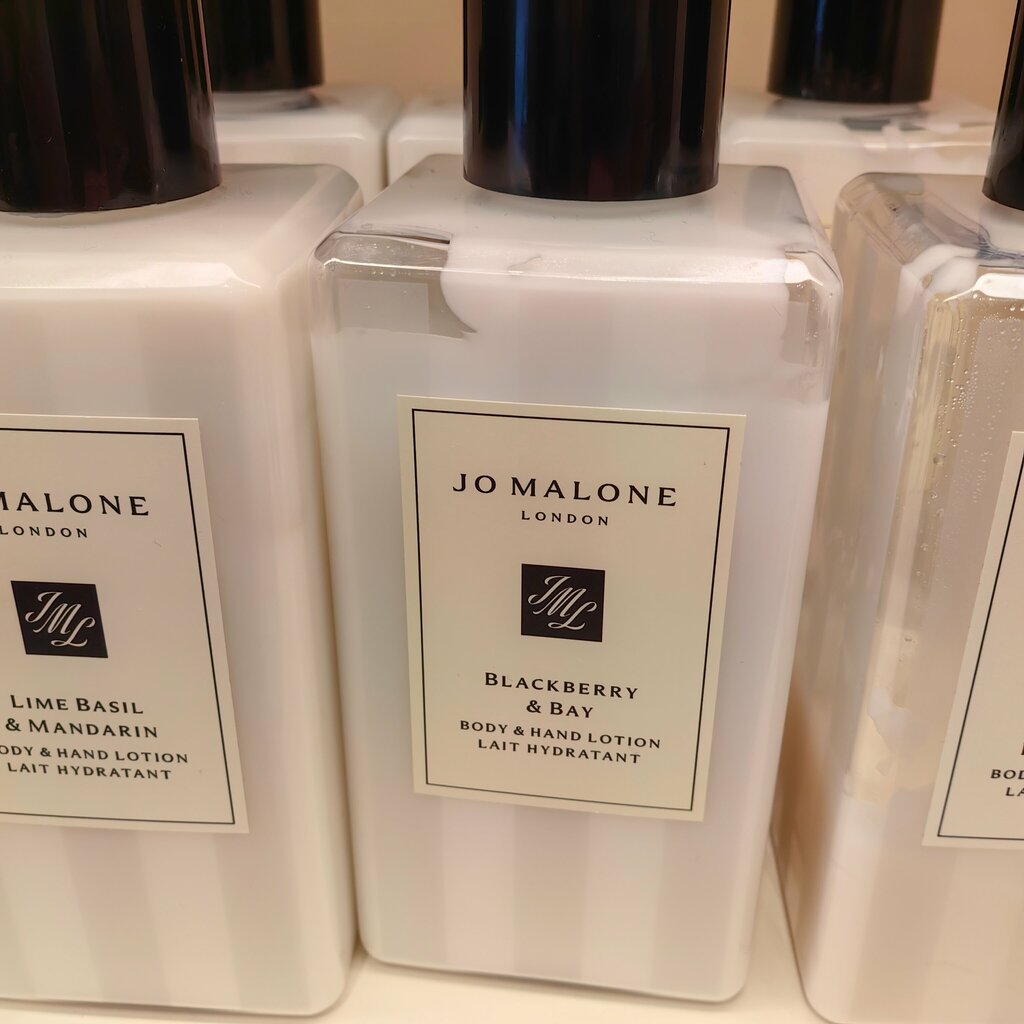 MALONE
LONDON
JML
LIME BASIL
& MANDARIN
ODY & HAND LOTION
LAIT HYDRATANT
JO MALONE
LONDON
JML
BLACKBERRY
& BAY
BODY & HAND LOTION
LAIT HYDRATANT
BOD
LA